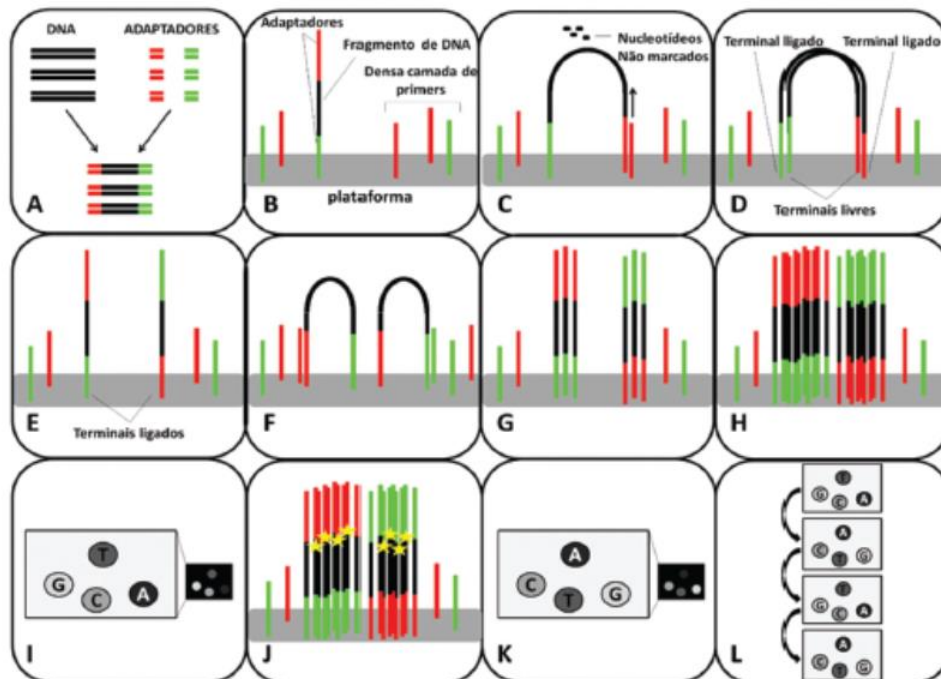 DNA ADAPTADORES
A
Adaptadores
Fragmento de DNA
Densa camada de
primers
plataforma
B
Nucleotídeos
Não marcados
C
Terminal ligado Terminal ligado
Terminais livres
D
Terminais ligados
E
F
G
H
T
G
C
A
I
J
A
C
T
G
K
T
G
C
A
A
C
T
G
T
G
C
A
A
C
T
G
L